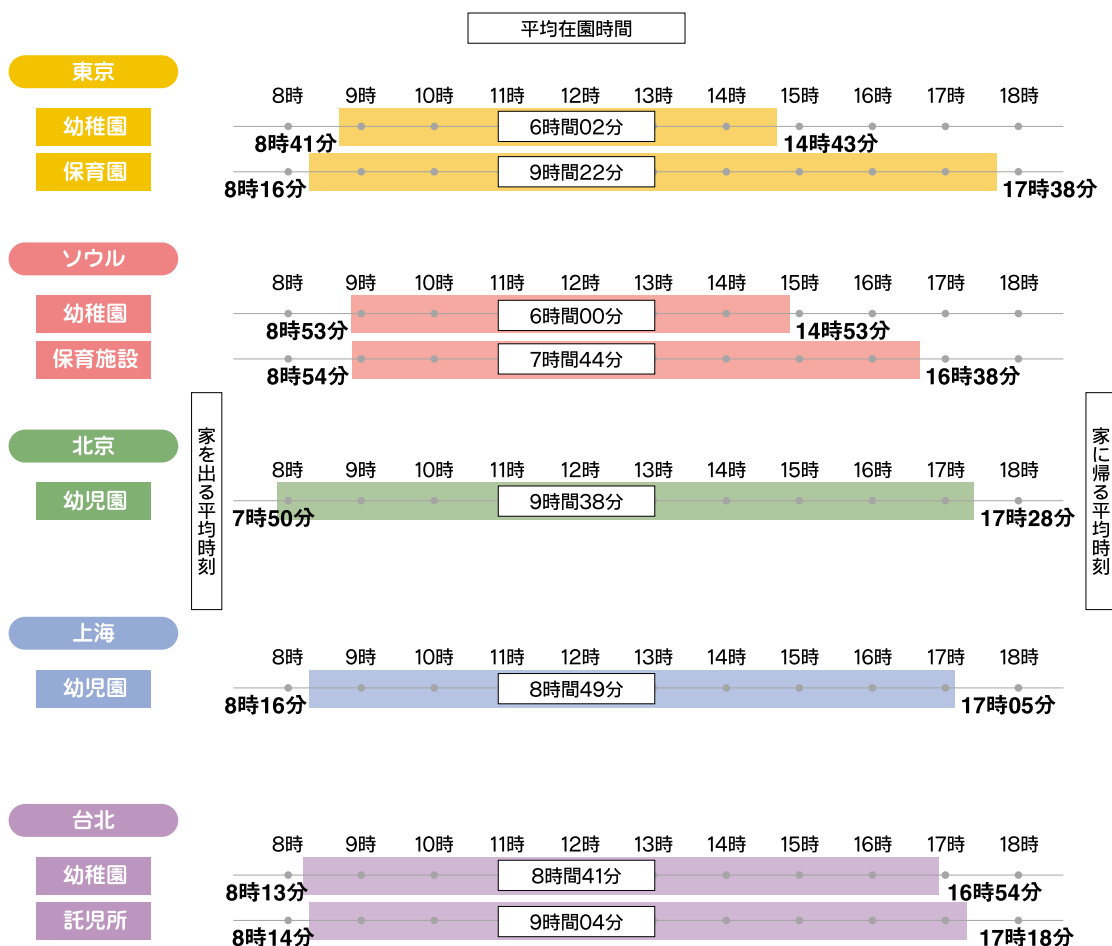 平均在園時間
東京
8時 9時 10時 11時 12時 13時 14時 15時 16時 17時 18時
幼稚園 8時41分 6時間02分 14時43分
保育園 8時16分 9時間22分 17時38分
ソウル
8時 9時 10時 11時 12時 13時 14時 15時 16時 17時 18時
幼稚園 8時53分 6時間00分 14時53分
保育施設 8時54分 7時間44分 16時38分
家を出る平均時刻
家に帰る平均時刻
北京
8時 9時 10時 11時 12時 13時 14時 15時 16時 17時 18時
幼児園 7時50分 9時間38分 17時28分
上海
8時 9時 10時 11時 12時 13時 14時 15時 16時 17時 18時
幼児園 8時16分 8時間49分 17時05分
台北
8時 9時 10時 11時 12時 13時 14時 15時 16時 17時 18時
幼稚園 8時13分 8時間41分 16時54分
託児所 8時14分 9時間04分 17時18分